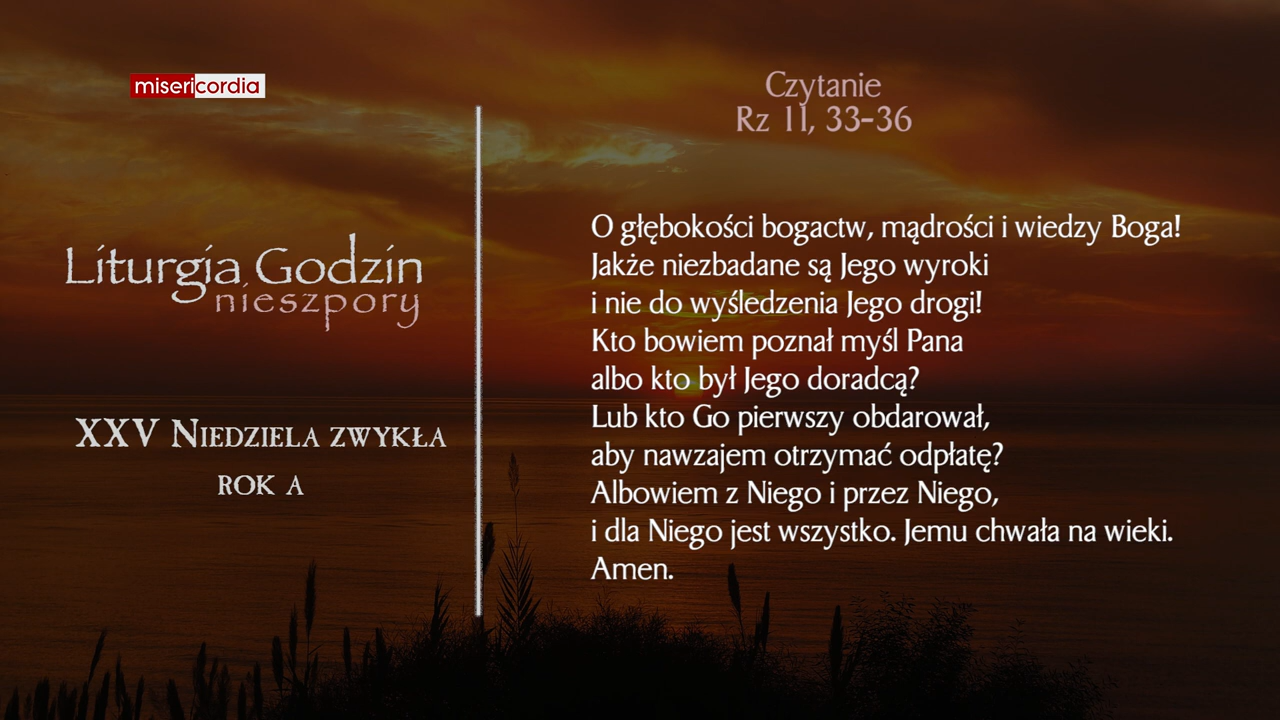 misericordia
Liturgia Godzin
nieszpory
XXV Niedziela zwykła
rok A
Czytanie
Rz 11, 33-36
O głębokości bogactw, mądrości i wiedzy Boga!
Jakże niezbadane są Jego wyroki
i nie do wyśledzenia Jego drogi!
Kto bowiem poznał myśl Pana
albo kto był Jego doradcą?
Lub kto Go pierwszy obdarował,
aby nawzajem otrzymać odpłatę?
Albowiem z Niego i przez Niego,
i dla Niego jest wszystko. Jemu chwała na wieki.
Amen.